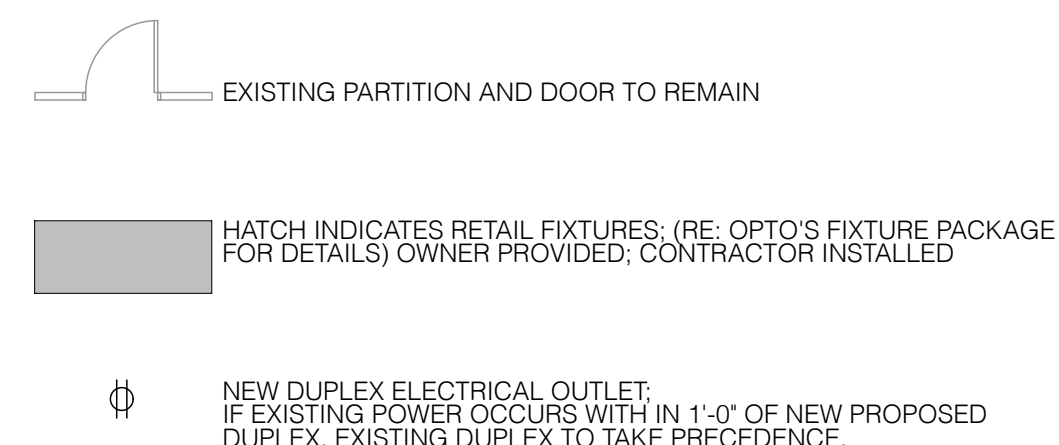 EXISTING PARTITION AND DOOR TO REMAIN
HATCH INDICATES RETAIL FIXTURES; (RE: OPTO'S FIXTURE PACKAGE
FOR DETAILS) OWNER PROVIDED; CONTRACTOR INSTALLED
NEW DUPLEX ELECTRICAL OUTLET;
IF EXISTING POWER OCCURS WITH IN 1'-0" OF NEW PROPOSED
DUPLEX, EXISTING DUPLEX TO TAKE PRECEDENCE.